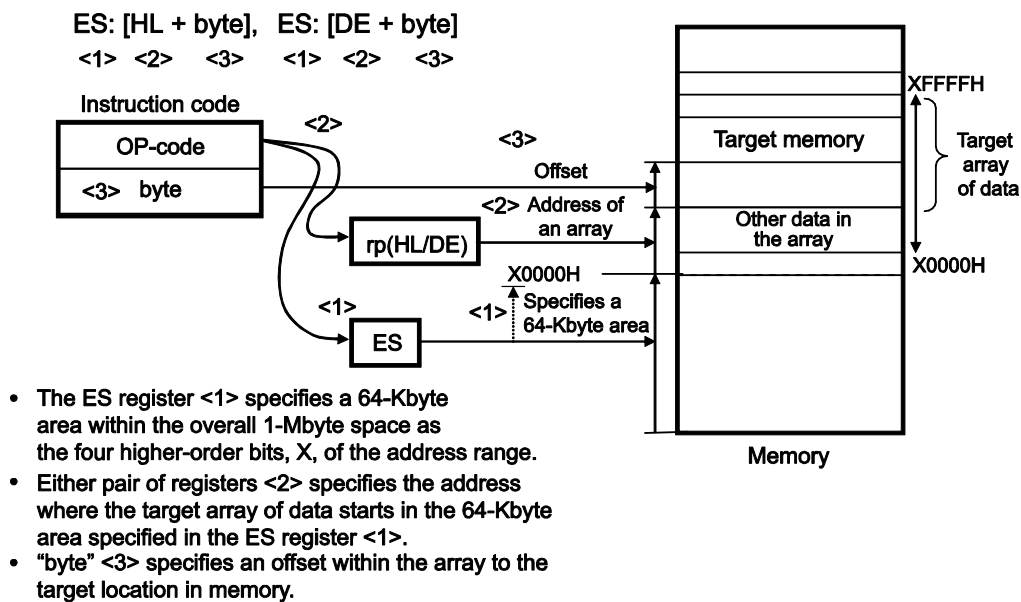 ES: [HL + byte], ES: [DE + byte]
<1> <2> <3> <1> <2> <3>
Instruction code
OP-code
<3> byte
<2>
<3>
Offset
<2> Address of
an array
rp(HL/DE)
X0000H
<1>
<1> Specifies a
64-Kbyte area
ES
XFFFFH
Target memory
Target
array
of data
Other data in
the array
X0000H
Memory
• The ES register <1> specifies a 64-Kbyte
area within the overall 1-Mbyte space as
the four higher-order bits, X, of the address range.
• Either pair of registers <2> specifies the address
where the target array of data starts in the 64-Kbyte
area specified in the ES register <1>.
• “byte” <3> specifies an offset within the array to the
target location in memory.